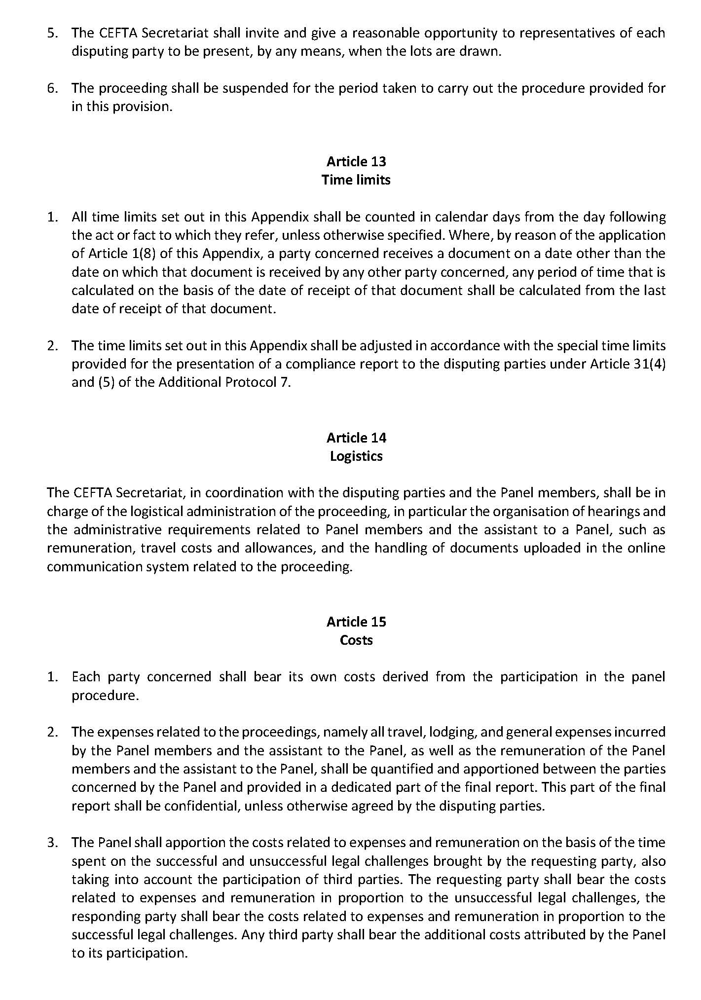 5. The CEFTA Secretariat shall invite and give a reasonable opportunity to representatives of each
disputing party to be present, by any means, when the lots are drawn.
6. The proceeding shall be suspended for the period taken to carry out the procedure provided for
in this provision.
Article 13
Time limits
1. All time limits set out in this Appendix shall be counted in calendar days from the day following
the act or fact to which they refer, unless otherwise specified. Where, by reason of the application
of Article 1(8) of this Appendix, a party concerned receives a document on a date other than the
date on which that document is received by any other party concerned, any period of time that is
calculated on the basis of the date of receipt of that document shall be calculated from the last
date of receipt of that document.
2. The time limits set out in this Appendix shall be adjusted in accordance with the special time limits
provided for the presentation of a compliance report to the disputing parties under Article 31(4)
and (5) of the Additional Protocol 7.
Article 14
Logistics
The CEFTA Secretariat, in coordination with the disputing parties and the Panel members, shall be in
charge of the logistical administration of the proceeding, in particular the organisation of hearings and
the administrative requirements related to Panel members and the assistant to a Panel, such as
remuneration, travel costs and allowances, and the handling of documents uploaded in the online
communication system related to the proceeding.
Article 15
Costs
1. Each party concerned shall bear its own costs derived from the participation in the panel
procedure.
2. The expenses related to the proceedings, namely all travel, lodging, and general expenses incurred
by the Panel members and the assistant to the Panel, as well as the remuneration of the Panel
members and the assistant to the Panel, shall be quantified and apportioned between the parties
concerned by the Panel and provided in a dedicated part of the final report. This part of the final
report shall be confidential, unless otherwise agreed by the disputing parties.
3. The Panel shall apportion the costs related to expenses and remuneration on the basis of the time
spent on the successful and unsuccessful legal challenges brought by the requesting party, also
taking into account the participation of third parties. The requesting party shall bear the costs
related to expenses and remuneration in proportion to the unsuccessful legal challenges, the
responding party shall bear the costs related to expenses and remuneration in proportion to the
successful legal challenges. Any third party shall bear the additional costs attributed by the Panel
to its participation.